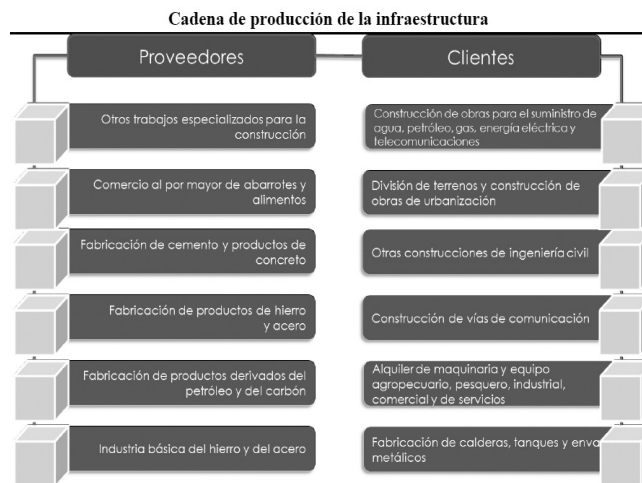 Cadena de producción de la infraestructura
Proveedores
Otros trabajos especializados para la
construcción
Comercio al por mayor de abarrotes y
alimentos
Fabricación de cemento y productos de
concreto
Fabricación de productos de hierro
y acero
Fabricación de productos derivados del
petróleo y del carbón
Industria básica del hierro y del acero
Clientes
Construcción de obras para el suministro de
agua, petróleo, gas, energía eléctrica y
telecomunicaciones
División de terrenos y construcción de
obras de urbanización
Otras construcciones de ingeniería civil
Construcción de vías de comunicación
Alquiler de maquinaria y equipo
agropecuario, pesquero, industrial,
comercial y de servicios
Fabricación de calderas, tanques y enva
metálicos